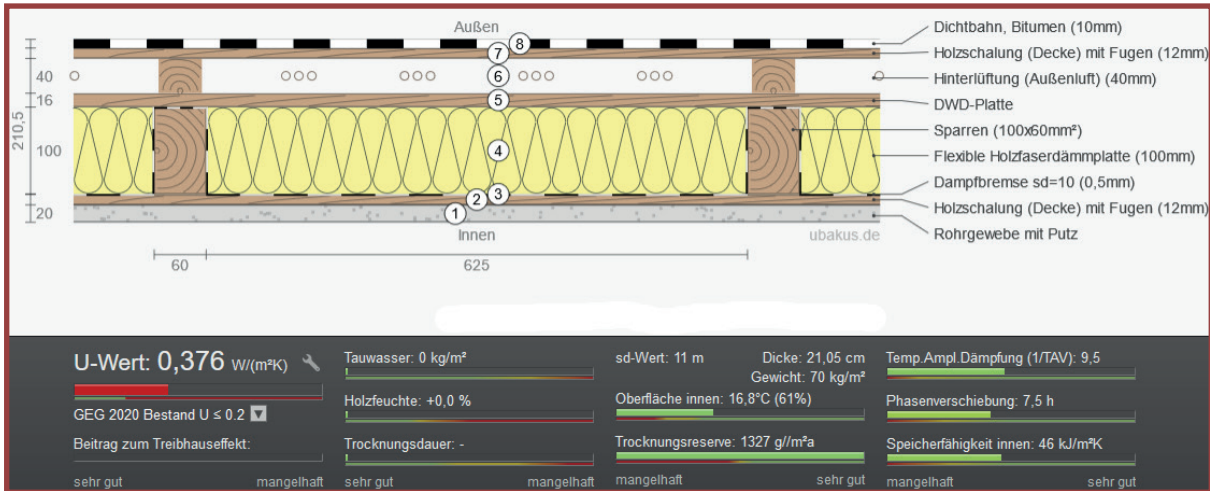 Außen
Dichtbahn, Bitumen (10mm)
8
7
Holzschalung (Decke) mit Fugen (12mm)
40
6
Hinterlüftung (Außenluft) (40mm)
16
5
DWD-Platte
210,5
Sparren (100x60mm²)
100
4
Flexible Holzfaserdämmplatte (100mm)
3
Dampfbremse sd=10 (0,5mm)
2
Holzschalung (Decke) mit Fugen (12mm)
20
1
Rohrgewebe mit Putz
Innen
ubakus.de
60
625
U-Wert: 0,376 W/(m²K)
GEG 2020 Bestand U ≤ 0.2
Beitrag zum Treibhauseffekt:
sehr gut mangelhaft
Tauwasser: 0 kg/m²
Holzfeuchte: +0,0 %
Trocknungsdauer: -
sehr gut mangelhaft
sd-Wert: 11 m Dicke: 21,05 cm
Gewicht: 70 kg/m²
Oberfläche innen: 16,8°C (61%)
Trocknungsreserve: 1327 g//m²a
mangelhaft sehr gut
Temp.Ampl.Dämpfung (1/TAV): 9,5
Phasenverschiebung: 7,5 h
Speicherfähigkeit innen: 46 kJ/m²K
mangelhaft sehr gut